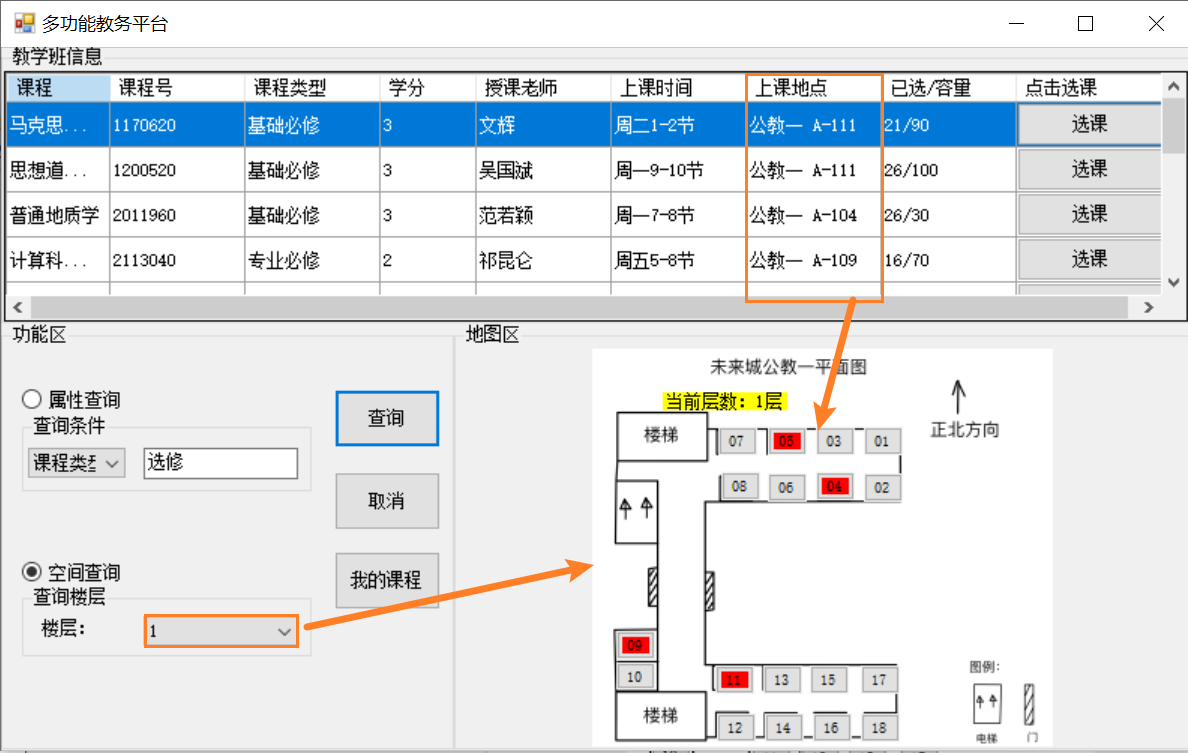 多功能教务平台
教学班信息
课程 课程号 课程类型 学分 授课老师 上课时间 上课地点 已选/容量 点击选课
马克思... 1170620 基础必修 3 文辉 周二1-2节 公教一 A-111 21/90 选课
思想道... 1200520 基础必修 3 吴国斌 周一9-10节 公教一 A-111 26/100 选课
普通地质学 2011960 基础必修 3 范若颖 周一7-8节 公教一 A-104 26/30 选课
计算科... 2113040 专业必修 2 祁昆仑 周五5-8节 公教一 A-109 16/70 选课
功能区
属性查询
查询条件
课程类型 选修
查询
取消
我的课程
空间查询
查询楼层
楼层: 1
地图区
未来城公教一平面图
当前层数: 1层
正北方向
楼梯 07 05 03 01
08 06 04 02
09
10
11 13 15 17
楼梯 12 14 16 18
图例:
电梯 门